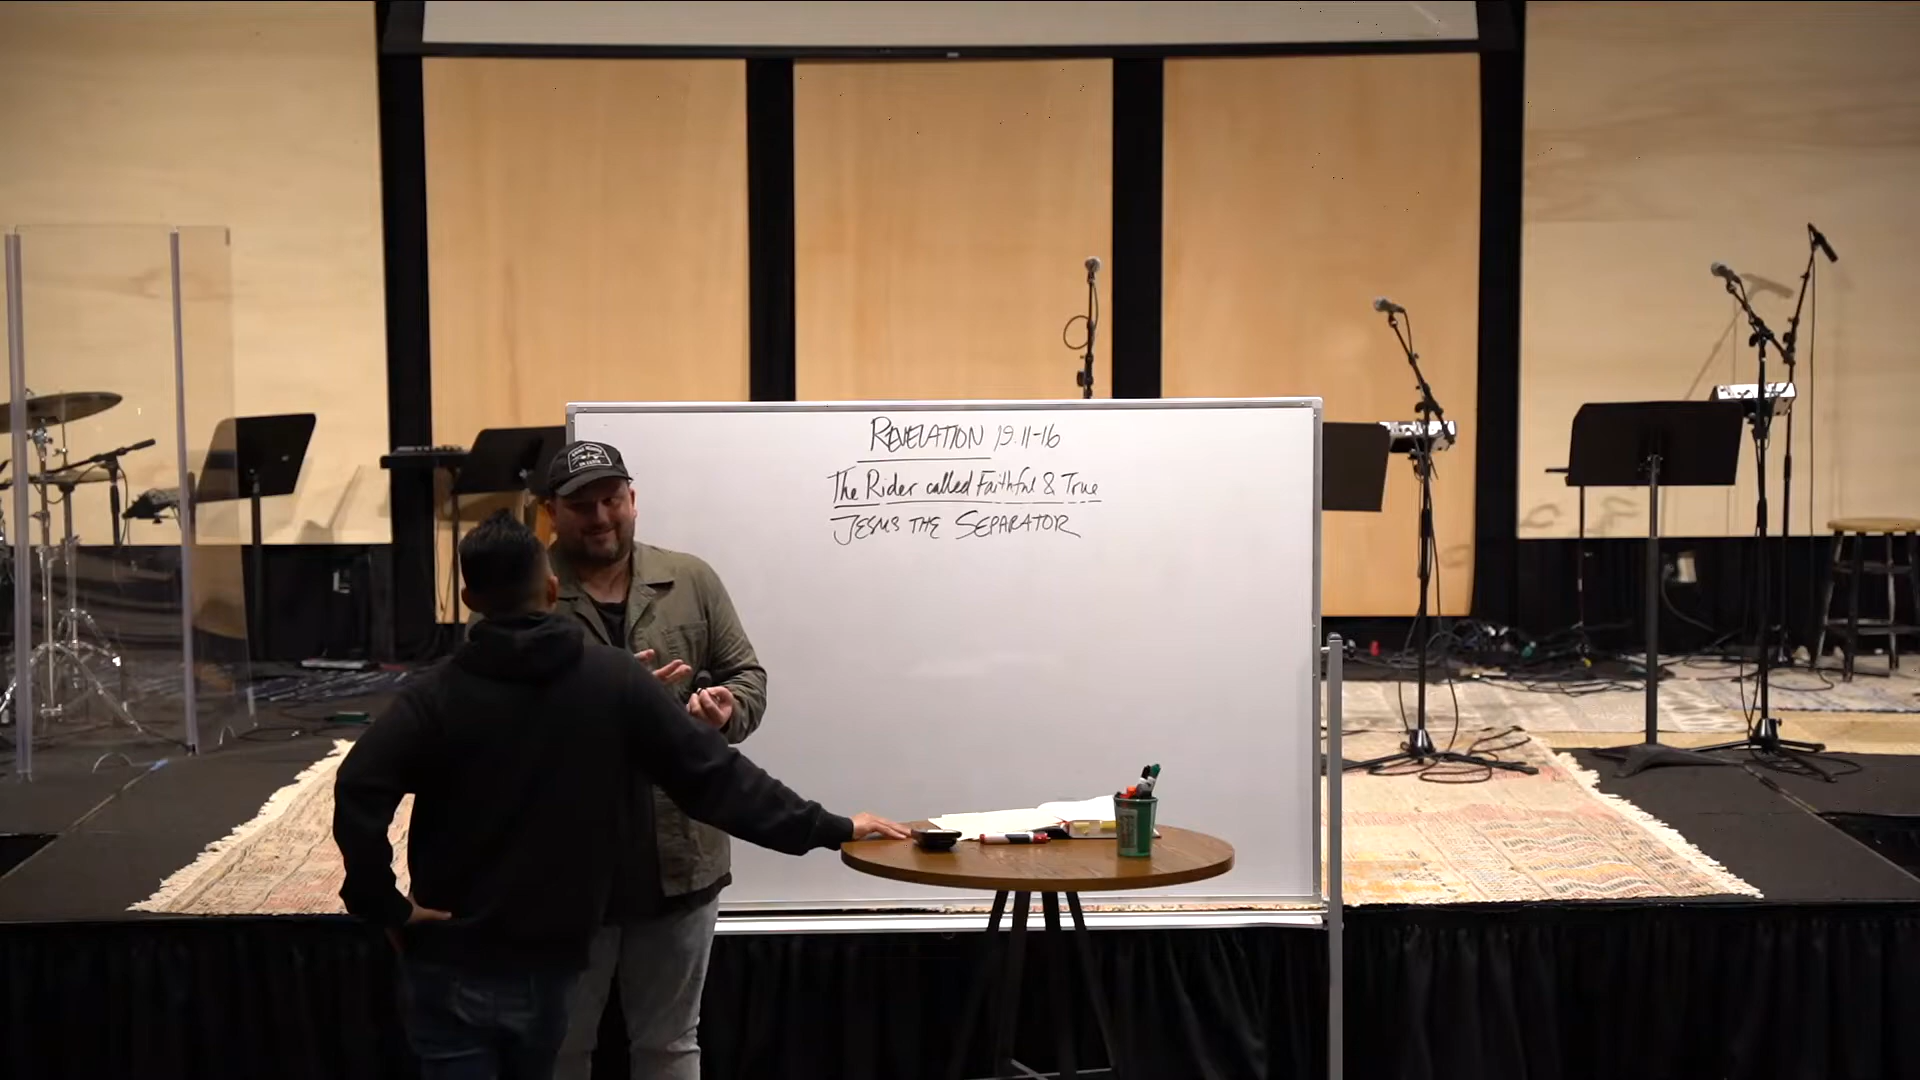 REVELATION 19:11-16
The Rider called Faithful & True
JESUS THE SEPARATOR